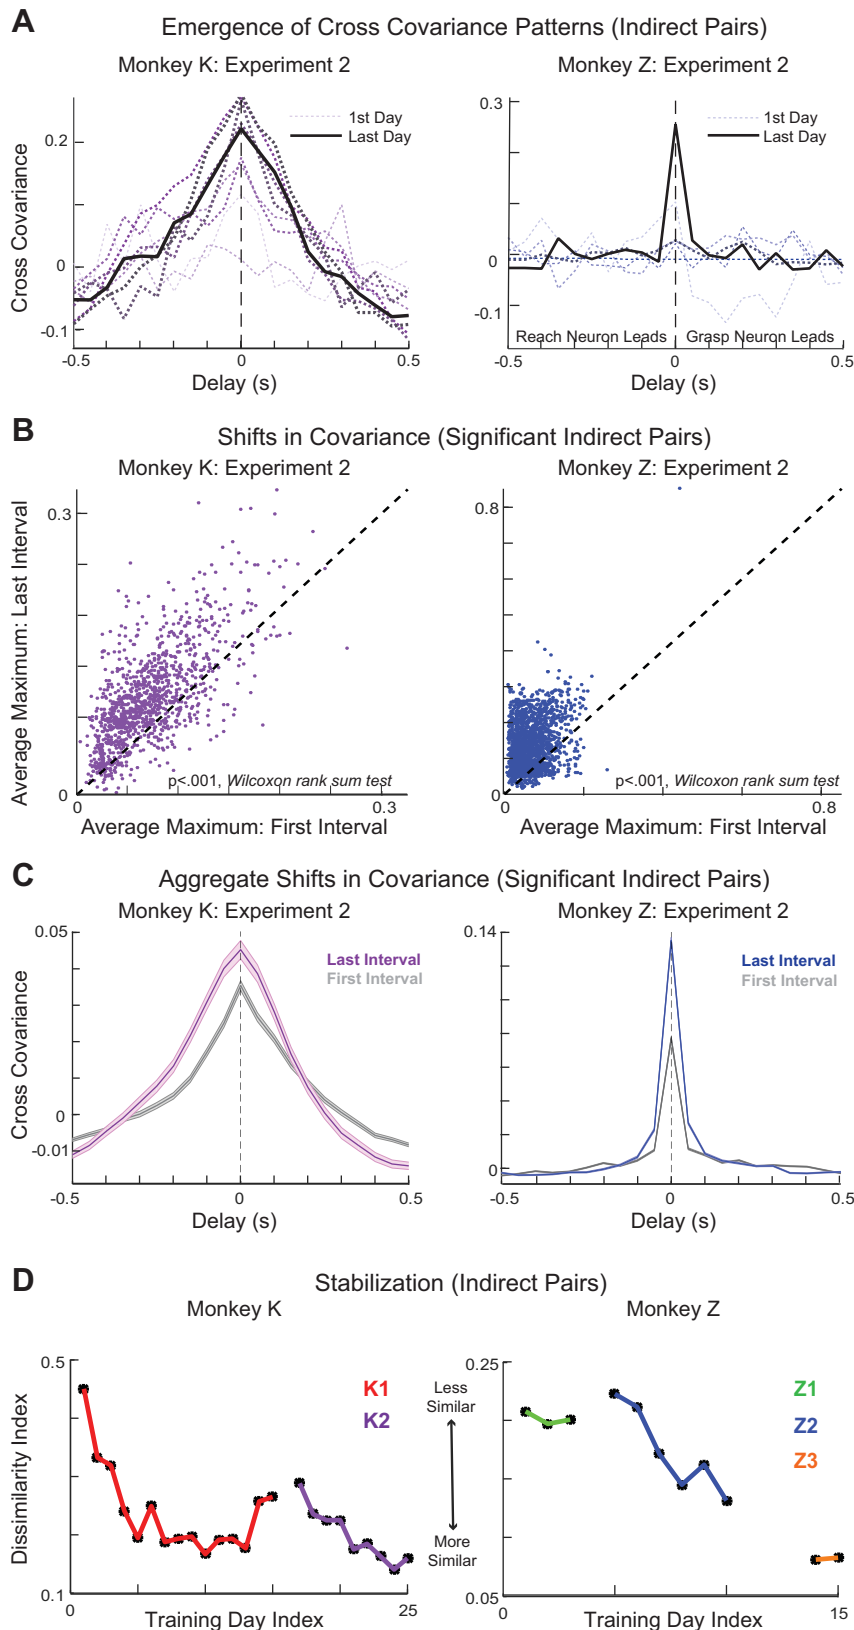 A Emergence of Cross Covariance Patterns (Indirect Pairs)
Monkey K: Experiment 2
Monkey Z: Experiment 2
Cross Covariance
0.2
0
-0.1
1st Day
Last Day
-0.5
0
0.5
Delay (s)
0.3
0
-0.1
1st Day
Last Day
Reach Neuron Leads
Grasp Neuron Leads
-0.5
0
0.5
Delay (s)
B Shifts in Covariance (Significant Indirect Pairs)
Monkey K: Experiment 2
Monkey Z: Experiment 2
Average Maximum: Last Interval
0.3
0
p<.001, Wilcoxon rank sum test
0
0.3
Average Maximum: First Interval
0.8
0
p<.001, Wilcoxon rank sum test
0
0.8
Average Maximum: First Interval
C Aggregate Shifts in Covariance (Significant Indirect Pairs)
Monkey K: Experiment 2
Monkey Z: Experiment 2
Cross Covariance
0.05
0
-0.01
Last Interval
First Interval
-0.5
0
0.5
Delay (s)
0.14
0
Last Interval
First Interval
-0.5
0
0.5
Delay (s)
D Stabilization (Indirect Pairs)
Monkey K
Monkey Z
Dissimilarity Index
0.5
0.1
K1
K2
0
25
Training Day Index
Less
Similar
More
Similar
0.25
0.05
Z1
Z2
Z3
0
15
Training Day Index